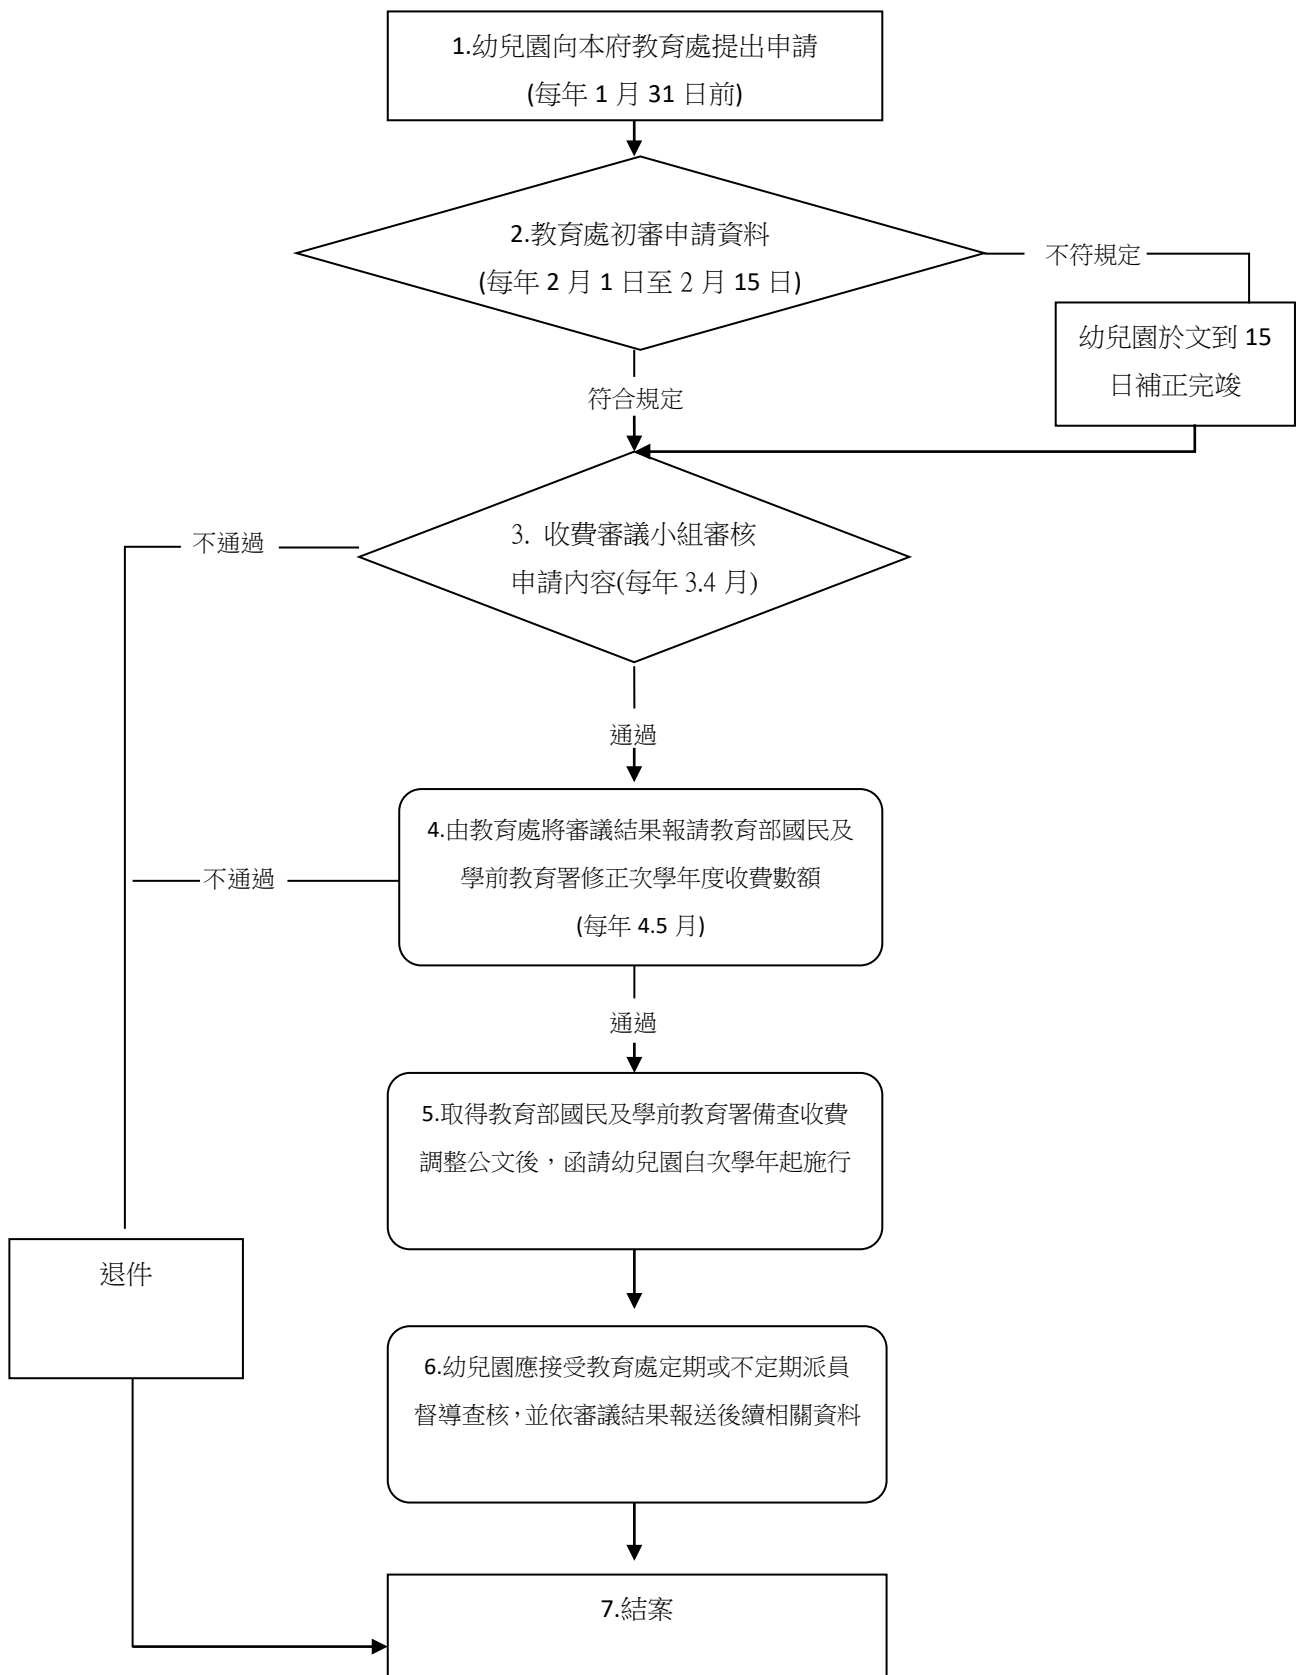 1.幼兒園向本府教育處提出申請
(每年 1 月 31 日前)
2.教育處初審申請資料
(每年 2 月 1 日至 2 月 15 日)
不符規定
幼兒園於文到 15
日補正完竣
符合規定
3. 收費審議小組審核
申請內容(每年 3.4 月)
不通過
通過
4.由教育處將審議結果報請教育部國民及
學前教育署修正次學年度收費數額
(每年 4.5 月)
不通過
通過
5.取得教育部國民及學前教育署備查收費
調整公文後，函請幼兒園自次學年起施行
退件
6.幼兒園應接受教育處定期或不定期派員
督導查核，並依審議結果報送後續相關資料
7.結案